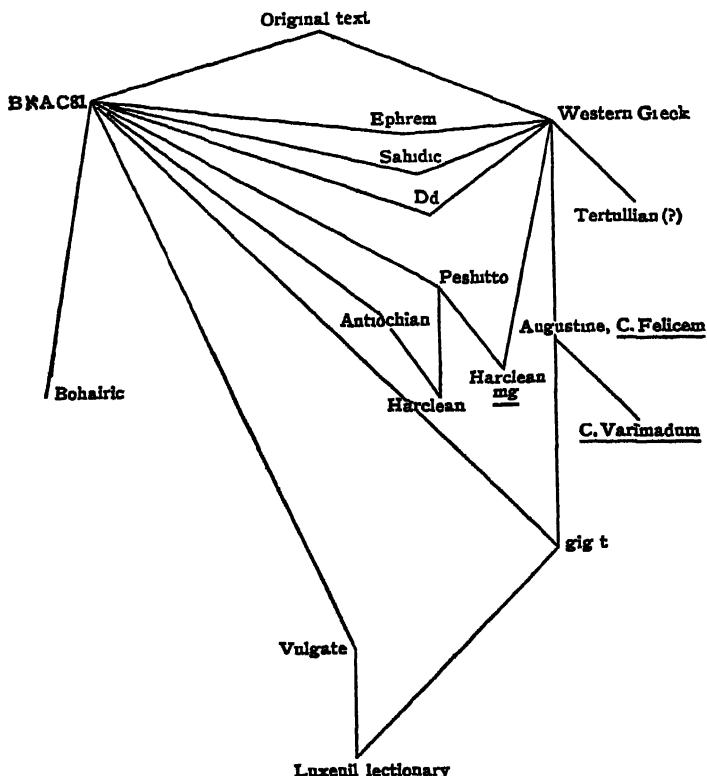 Original text
BℵAC81
Ephrem
Western Greek
Sahidic
Dd
Tertullian (?)
Peshitto
Antiochian
Augustine, C. Felicem
Harclean
mg
Bohairic
Harclean
C. Varimadum
gig t
Vulgate
Luxeuil lectionary